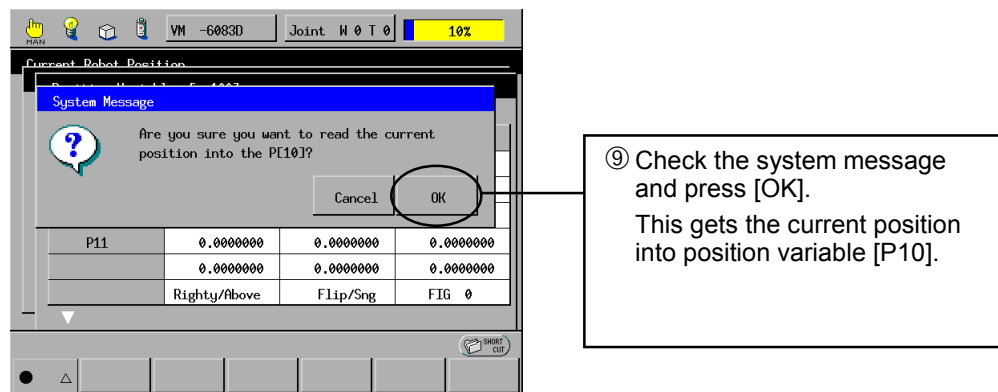 MAN
VM -6083D
Joint W 0 T 0
10%
Current Robot Position
System Message
Are you sure you want to read the current
position into the P[10]?
Cancel
OK
P11
0.0000000 0.0000000 0.0000000
0.0000000 0.0000000 0.0000000
Righty/Above Flip/Sng FIG 0
SHORT
CUT
⑨ Check the system message
and press [OK].
This gets the current position
into position variable [P10].